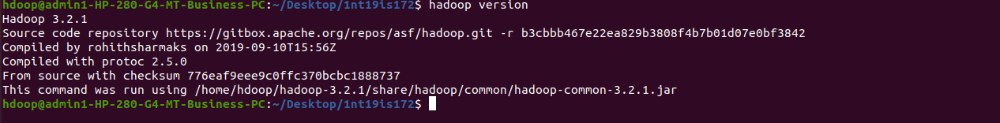 hdoop@admin1-HP-280-G4-MT-Business-PC:~/Desktop/1nt19is172$ hadoop version
Hadoop 3.2.1
Source code repository https://gitbox.apache.org/repos/asf/hadoop.git -r b3cbbb467e22ea829b3808f4b7b01d07e0bf3842
Compiled by rohithsharmaks on 2019-09-10T15:56Z
Compiled with protoc 2.5.0
From source with checksum 776eaf9eee9c0ffc370bcbc1888737
This command was run using /home/hdoop/hadoop-3.2.1/share/hadoop/common/hadoop-common-3.2.1.jar
hdoop@admin1-HP-280-G4-MT-Business-PC:~/Desktop/1nt19is172$